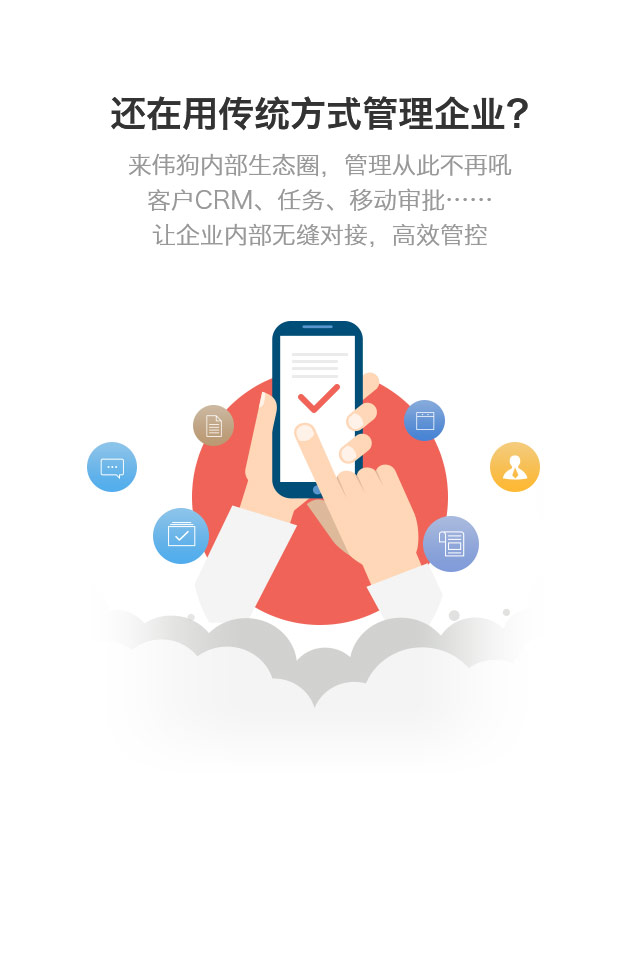 还在用传统方式管理企业?
来伟狗内部生态圈，管理从此不再吼
客户CRM、任务、移动审批……
让企业内部无缝对接，高效管控